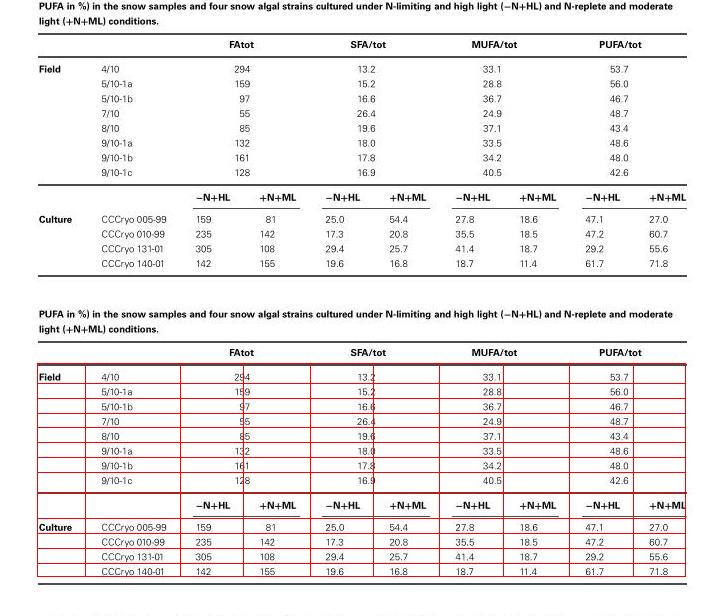 PUFA in %) in the snow samples and four snow algal strains cultured under N-limiting and high light (−N+HL) and N-replete and moderate
light (+N+ML) conditions.
FAtot SFA/tot MUFA/tot PUFA/tot
Field 4/10 294 13.2 33.1 53.7
5/10-1a 159 15.2 28.8 56.0
5/10-1b 97 16.6 36.7 46.7
7/10 55 26.4 24.9 48.7
8/10 85 19.6 37.1 43.4
9/10-1a 132 18.0 33.5 48.6
9/10-1b 161 17.8 34.2 48.0
9/10-1c 128 16.9 40.5 42.6
−N+HL +N+ML −N+HL +N+ML −N+HL +N+ML −N+HL +N+ML
Culture CCCryo 005-99 159 81 25.0 54.4 27.8 18.6 47.1 27.0
CCCryo 010-99 235 142 17.3 20.8 35.5 18.5 47.2 60.7
CCCryo 131-01 305 108 29.4 25.7 41.4 18.7 29.2 55.6
CCCryo 140-01 142 155 19.6 16.8 18.7 11.4 61.7 71.8
PUFA in %) in the snow samples and four snow algal strains cultured under N-limiting and high light (−N+HL) and N-replete and moderate
light (+N+ML) conditions.
FAtot SFA/tot MUFA/tot PUFA/tot
Field 4/10 294 13.2 33.1 53.7
5/10-1a 159 15.2 28.8 56.0
5/10-1b 97 16.6 36.7 46.7
7/10 55 26.4 24.9 48.7
8/10 85 19.6 37.1 43.4
9/10-1a 132 18.0 33.5 48.6
9/10-1b 161 17.8 34.2 48.0
9/10-1c 128 16.9 40.5 42.6
−N+HL +N+ML −N+HL +N+ML −N+HL +N+ML −N+HL +N+ML
Culture CCCryo 005-99 159 81 25.0 54.4 27.8 18.6 47.1 27.0
CCCryo 010-99 235 142 17.3 20.8 35.5 18.5 47.2 60.7
CCCryo 131-01 305 108 29.4 25.7 41.4 18.7 29.2 55.6
CCCryo 140-01 142 155 19.6 16.8 18.7 11.4 61.7 71.8